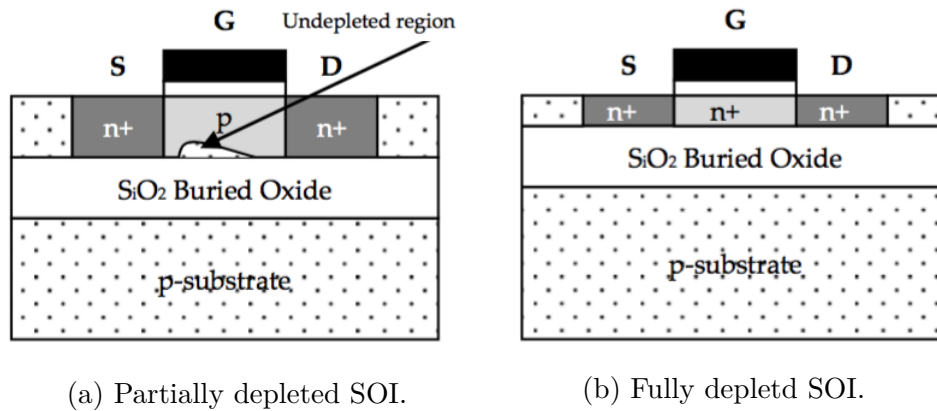 Undepleted region
G
S
D
n+
p
n+
SiO2 Buried Oxide
p-substrate
(a) Partially depleted SOI.
G
S
D
n+
n+
n+
SiO2 Buried Oxide
p-substrate
(b) Fully depletd SOI.